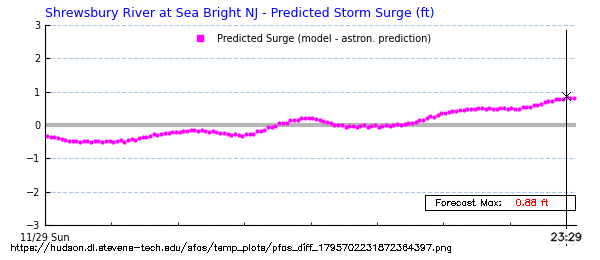 Shrewsbury River at Sea Bright NJ - Predicted Storm Surge (ft)
3
Predicted Surge (model - astron. prediction)
2
1
0
−1
−2
Forecast Max: 0.88 ft
−3
11/29 Sun 23:29
https://hudson.dl.stevens-tech.edu/sfas/temp_plots/pfas_diff_1795702231872364397.png